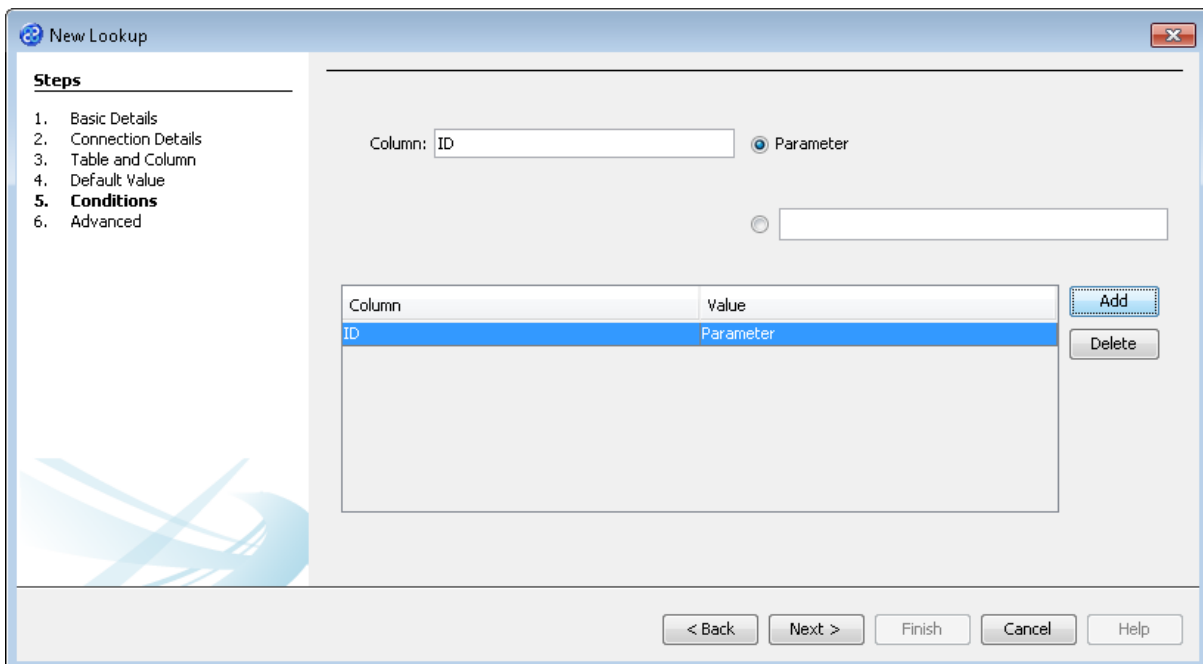 New Lookup
Steps
1. Basic Details
2. Connection Details
3. Table and Column
4. Default Value
5. Conditions
6. Advanced
Column: ID Parameter
Column Value Add
ID Parameter
Delete
< Back Next > Finish Cancel Help